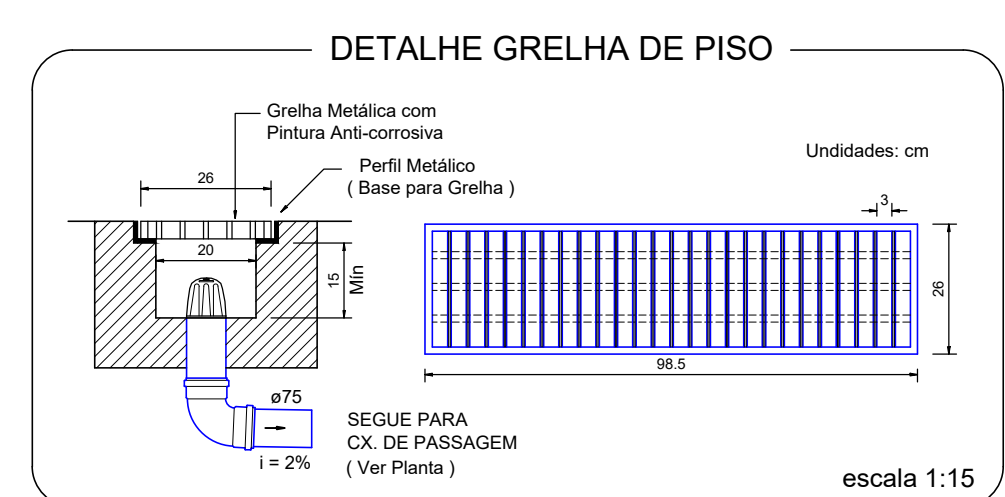 DETALHE GRELHA DE PISO
Grelha Metálica com
Pintura Anti-corrosiva
Perfil Metálico
( Base para Grelha )
Undidades: cm
26
3
20
15
Mín
26
98.5
ø75
i = 2%
SEGUE PARA
CX. DE PASSAGEM
( Ver Planta )
escala 1:15